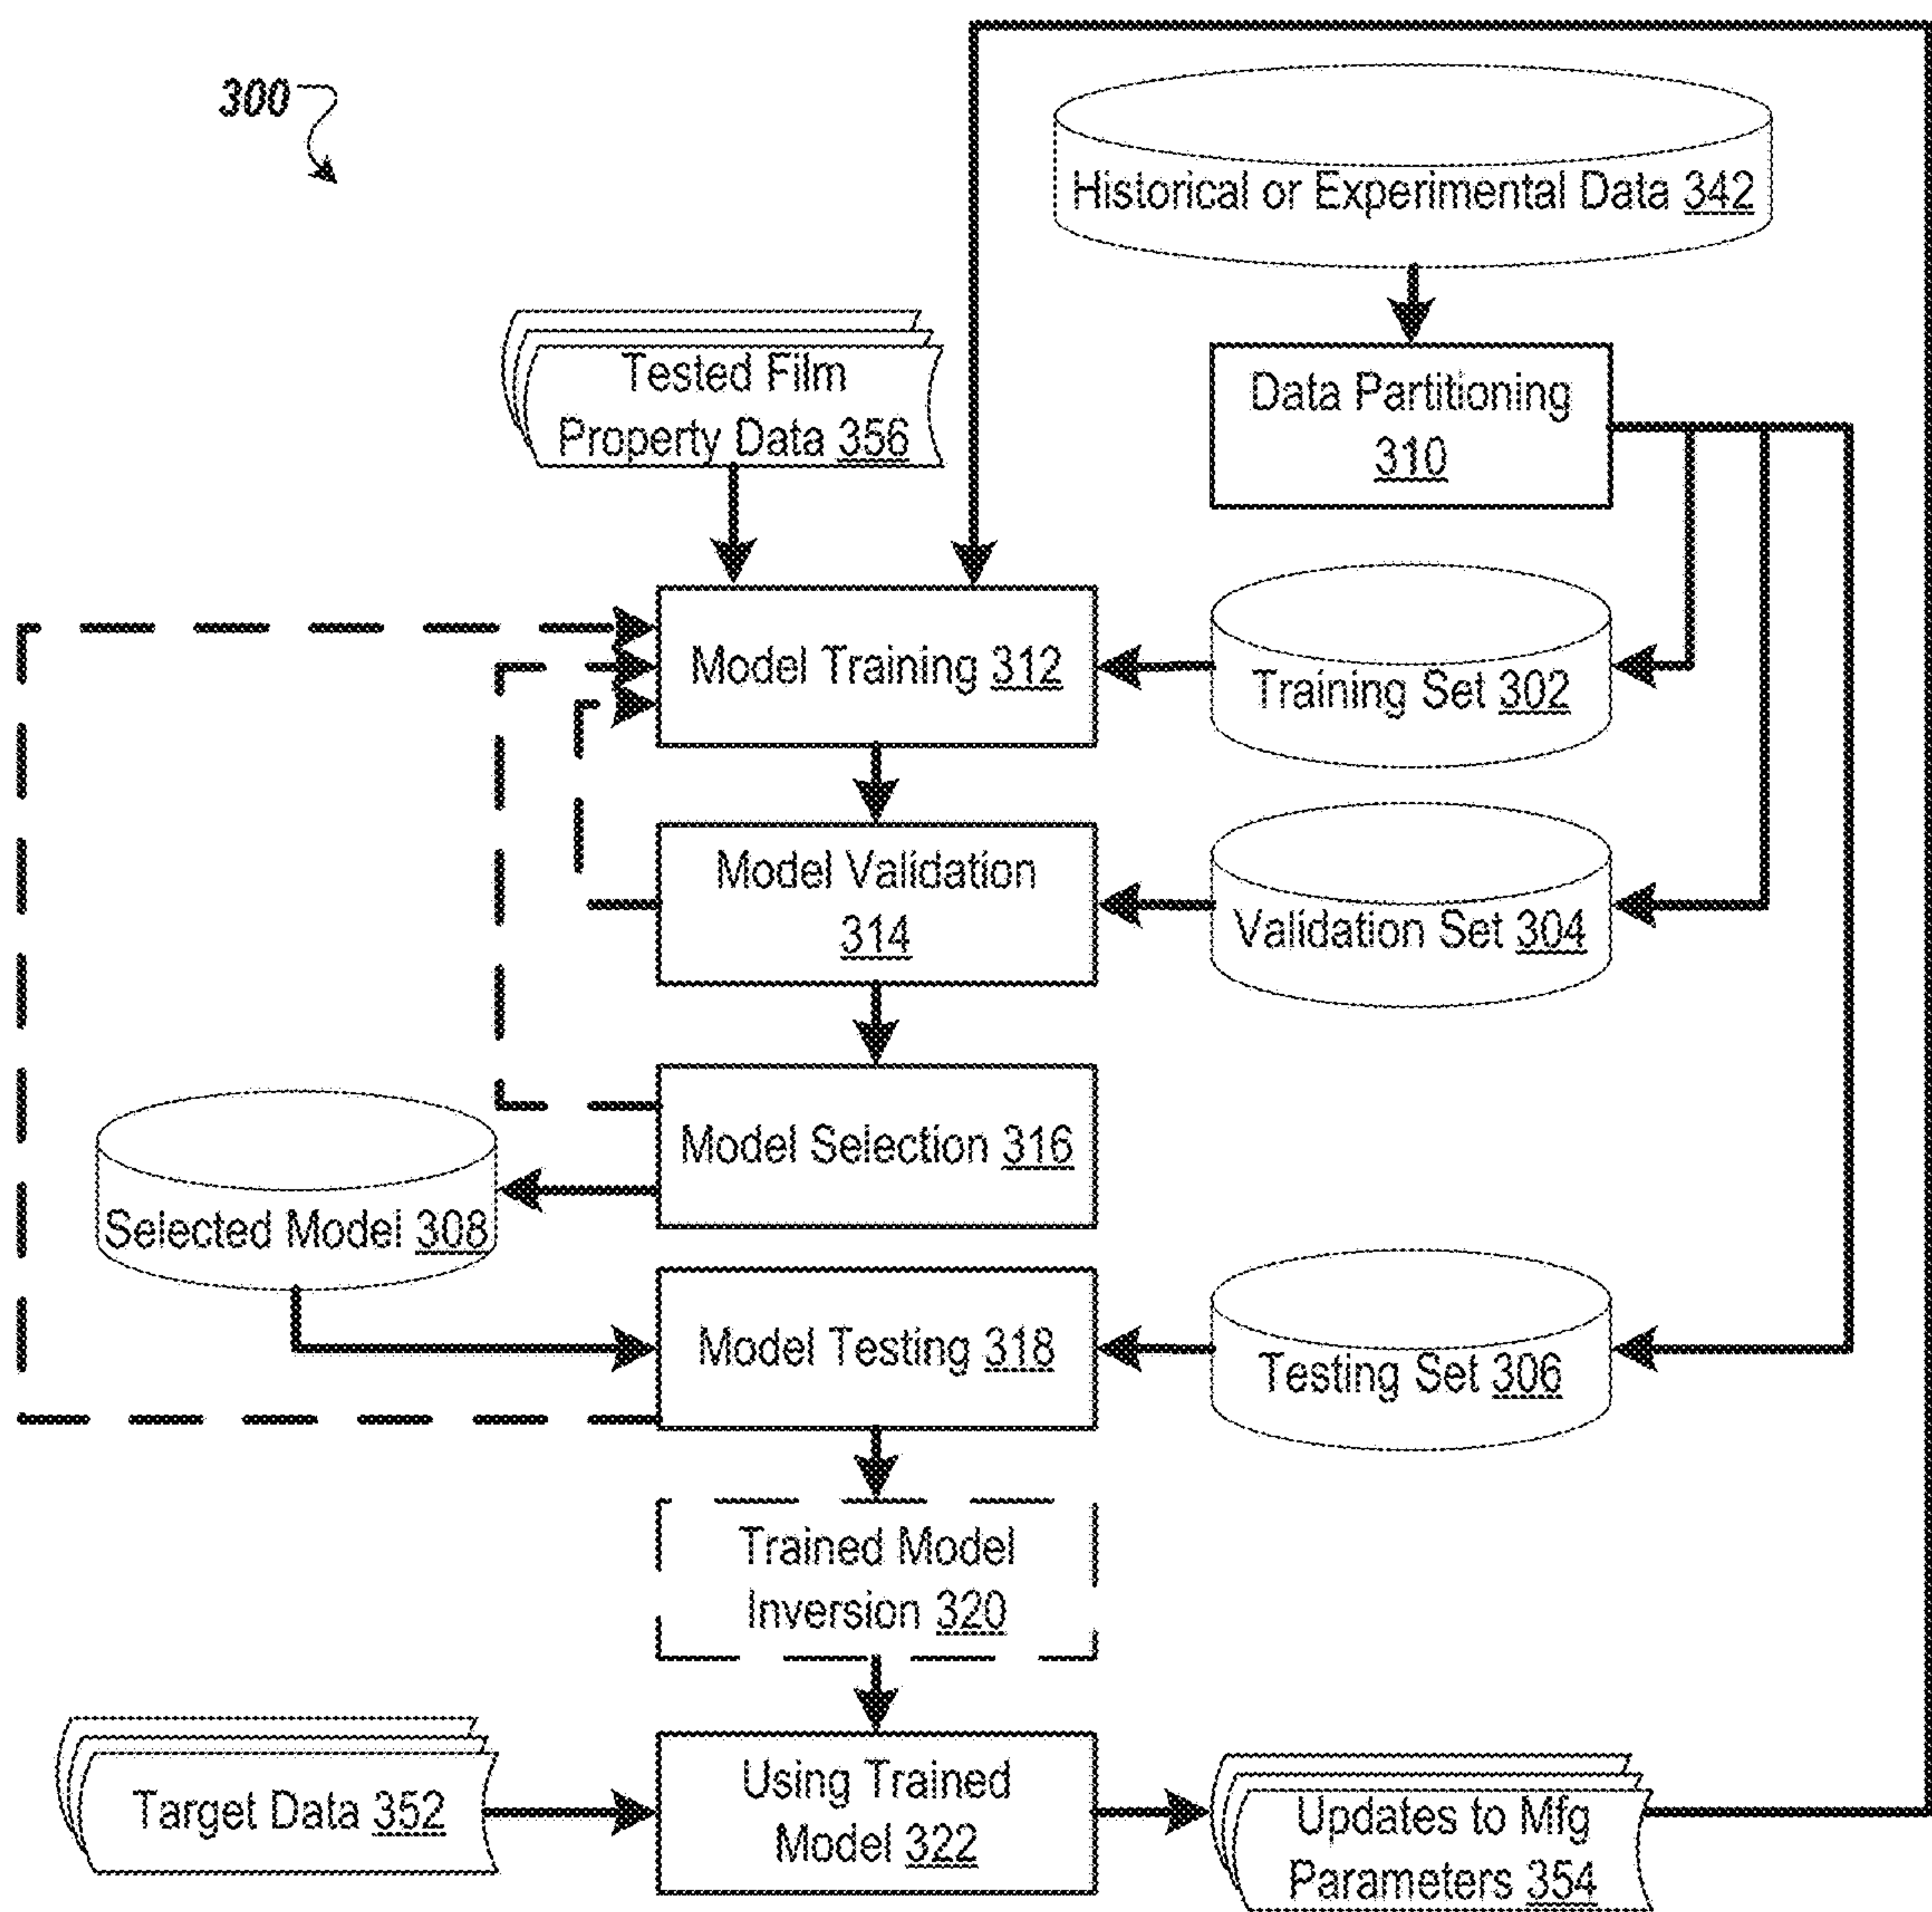 300
Historical or Experimental Data 342
Tested Film
Property Data 356
Data Partitioning
310
Model Training 312
Training Set 302
Model Validation
314
Validation Set 304
Model Selection 316
Selected Model 308
Model Testing 318
Testing Set 306
Trained Model
Inversion 320
Target Data 352
Using Trained
Model 322
Updates to Mfg
Parameters 354